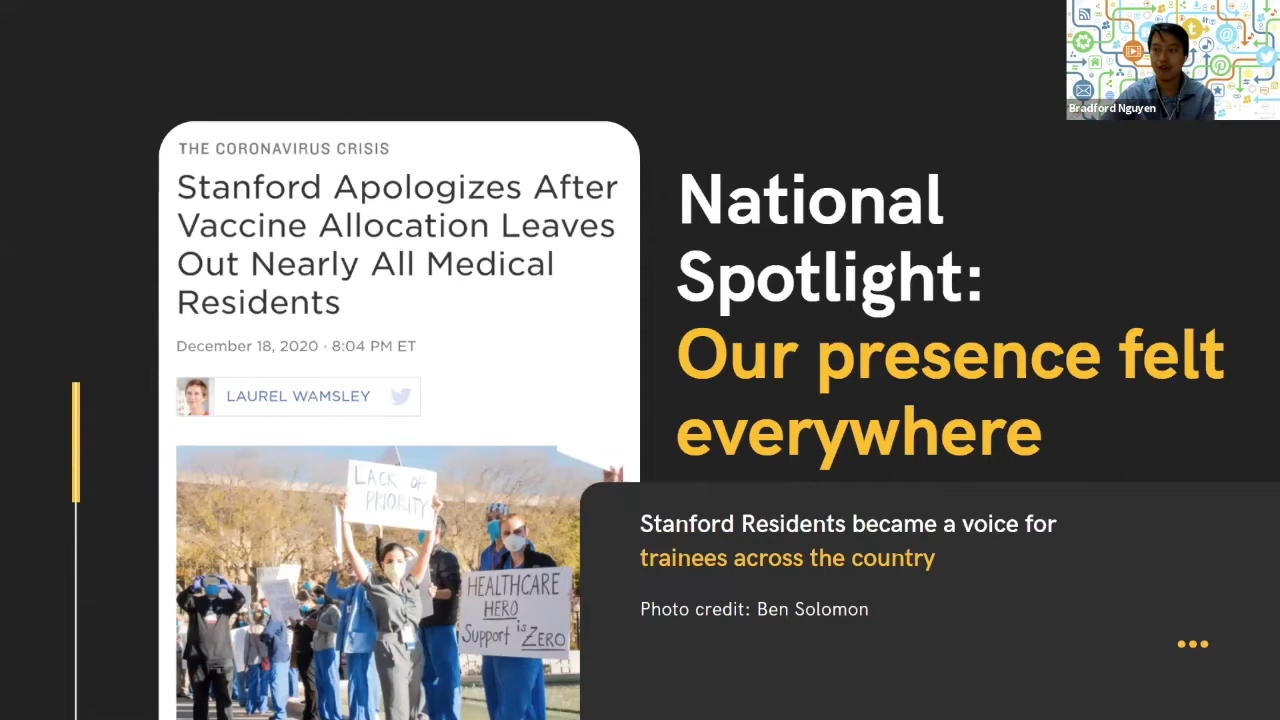 Bradford Nguyen
THE CORONAVIRUS CRISIS
Stanford Apologizes After
Vaccine Allocation Leaves
Out Nearly All Medical
Residents
December 18, 2020 · 8:04 PM ET
LAUREL WAMSLEY
LACK OF
PRIORITY
HEALTHCARE
HERO
Support is ZERO
National
Spotlight:
Our presence felt
everywhere
Stanford Residents became a voice for
trainees across the country
Photo credit: Ben Solomon